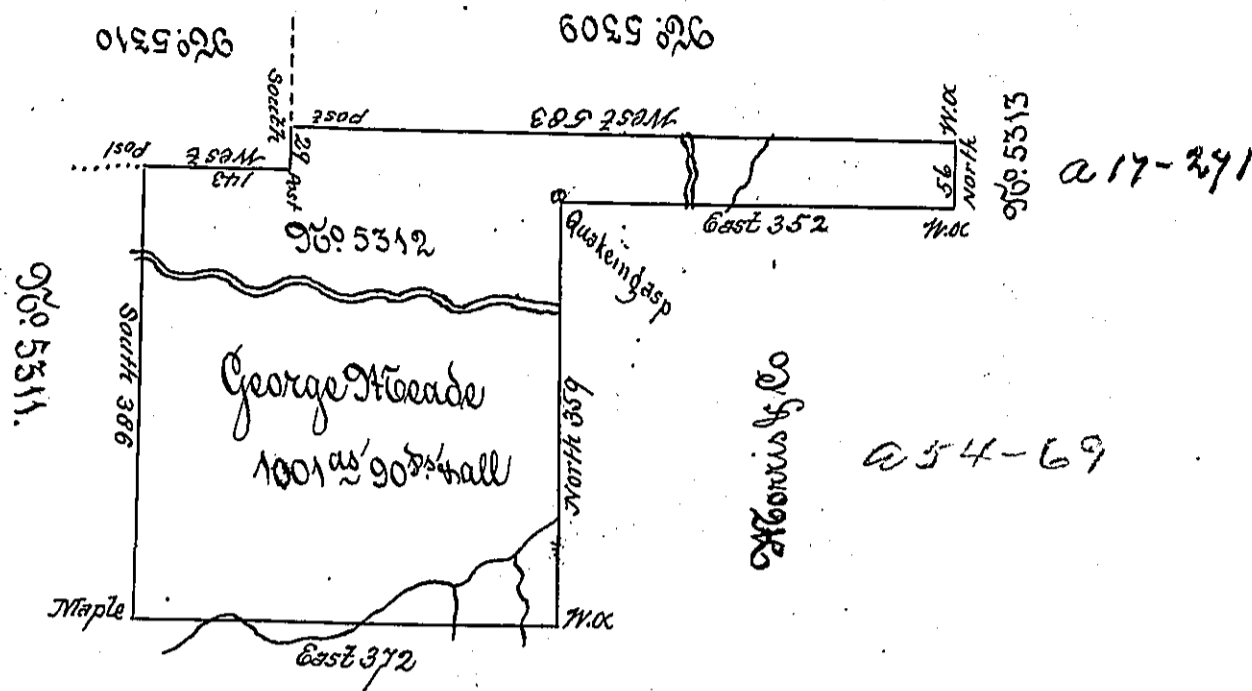 No. 5310
No. 5309
South
post
West 583
W.O.
No. 5313
a 17-271
Post
West
143
29
Post
56
North
East 352
W.O.
No. 5312
Quakeing asp
No. 5311.
South 386
George Meade
1001 as 90 ps & all
North 359
Morris & Co
a 54-69
Maple
W.O.
East 372